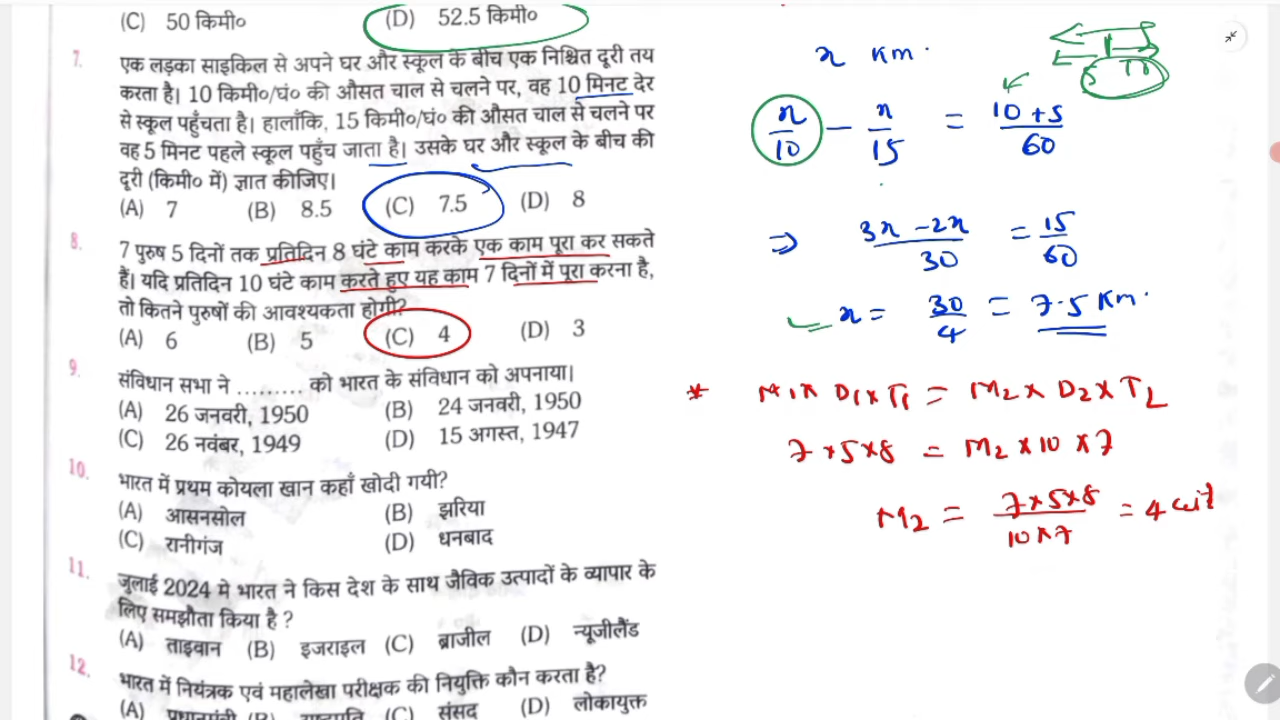 (C) 50 किमी० (D) 52.5 किमी०
7. एक लड़का साइकिल से अपने घर और स्कूल के बीच एक निश्चित दूरी तय
करता है। 10 किमी०/घं० की औसत चाल से चलने पर, वह 10 मिनट देर
से स्कूल पहुँचता है। हालाँकि, 15 किमी०/घं० की औसत चाल से चलने पर
वह 5 मिनट पहले स्कूल पहुँच जाता है। उसके घर और स्कूल के बीच की
दूरी (किमी० में) ज्ञात कीजिए।
(A) 7 (B) 8.5 (C) 7.5 (D) 8
8. 7 पुरुष 5 दिनों तक प्रतिदिन 8 घंटे काम करके एक काम पूरा कर सकते
हैं। यदि प्रतिदिन 10 घंटे काम करते हुए यह काम 7 दिनों में पूरा करना है,
तो कितने पुरुषों की आवश्यकता होगी?
(A) 6 (B) 5 (C) 4 (D) 3
9. संविधान सभा ने ......... को भारत के संविधान को अपनाया।
(A) 26 जनवरी, 1950 (B) 24 जनवरी, 1950
(C) 26 नवंबर, 1949 (D) 15 अगस्त, 1947
10. भारत में प्रथम कोयला खान कहाँ खोदी गयी?
(A) आसनसोल (B) झरिया
(C) रानीगंज (D) धनबाद
11. जुलाई 2024 मे भारत ने किस देश के साथ जैविक उत्पादों के व्यापार के
लिए समझौता किया है ?
(A) ताइवान (B) इजराइल (C) ब्राजील (D) न्यूजीलैंड
12. भारत में नियंत्रक एवं महालेखा परीक्षक की नियुक्ति कौन करता है?
(A) प्रधानमंत्री (B) राष्ट्रपति (C) संसद (D) लोकायुक्त
x Km.
x/10 - x/15 = 10+5/60
⇒ 3x-2x/30 = 15/60
x = 30/4 = 7.5 Km.
* M1 x D1 x T1 = M2 x D2 x T2
7 x 5 x 8 = M2 x 10 x 7
M2 = 7 x 5 x 8/10 x 7 = 4